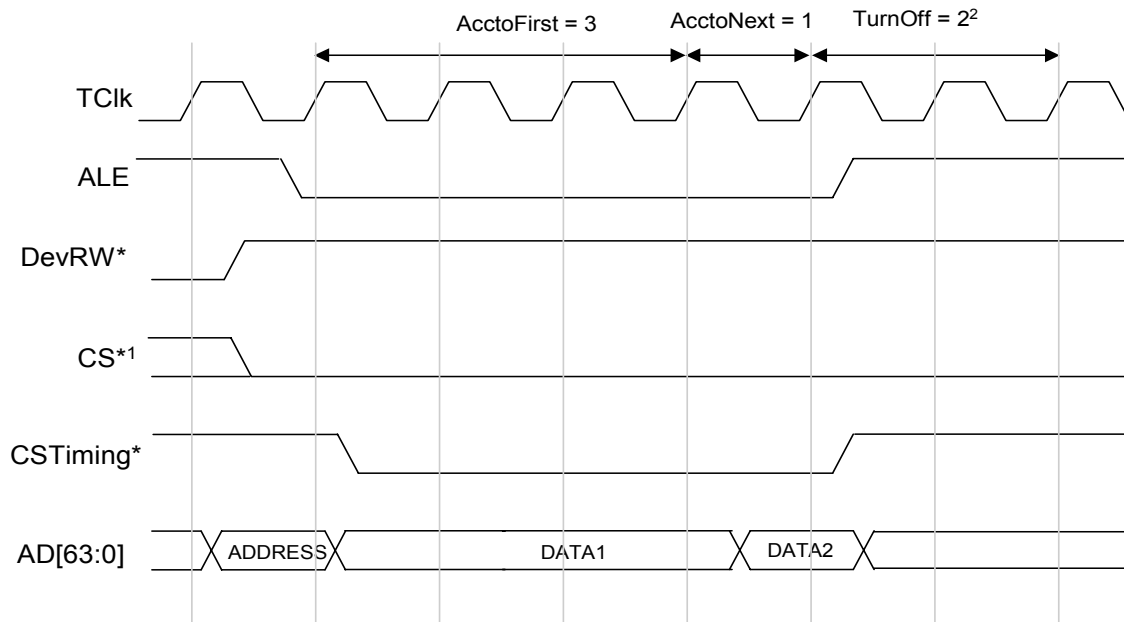 AcctoFirst = 3 AcctoNext = 1 TurnOff = 2²
TClk
ALE
DevRW*
CS*¹
CSTiming*
AD[63:0] ADDRESS DATA1 DATA2